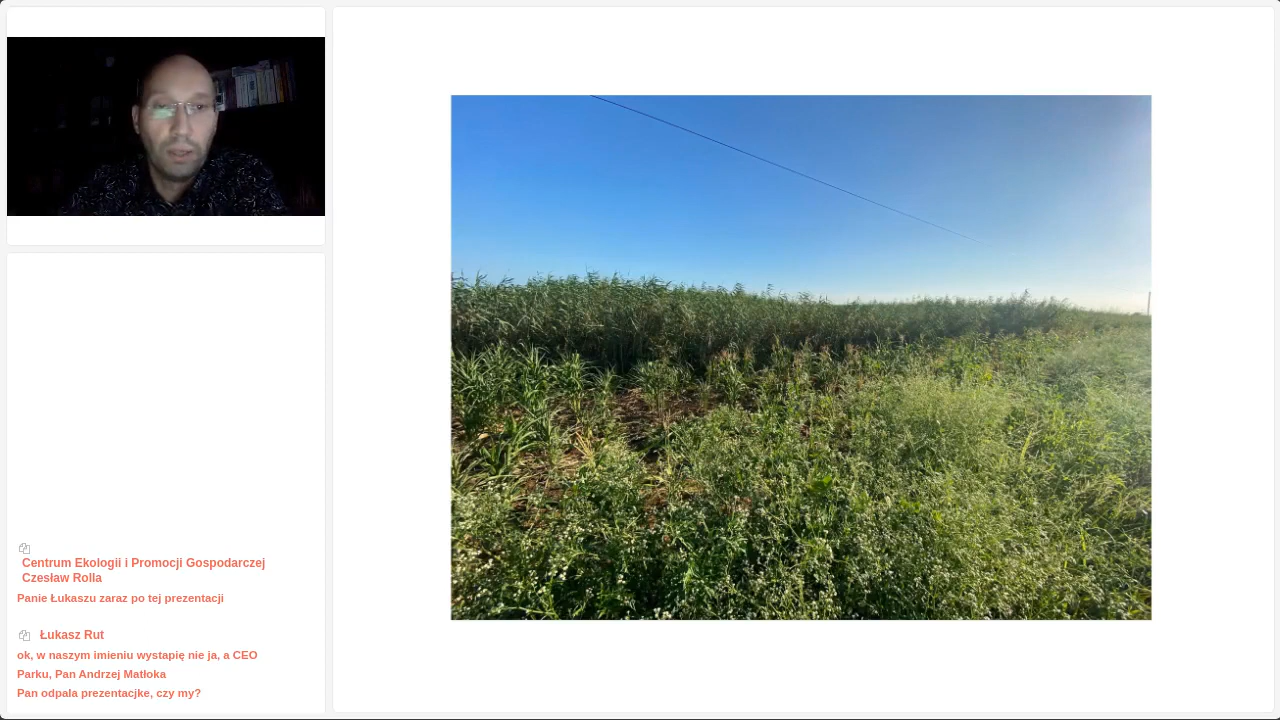 Centrum Ekologii i Promocji Gospodarczej
Czesław Rolla
Panie Łukaszu zaraz po tej prezentacji
Łukasz Rut
ok, w naszym imieniu wystapię nie ja, a CEO
Parku, Pan Andrzej Matłoka
Pan odpala prezentacjke, czy my?